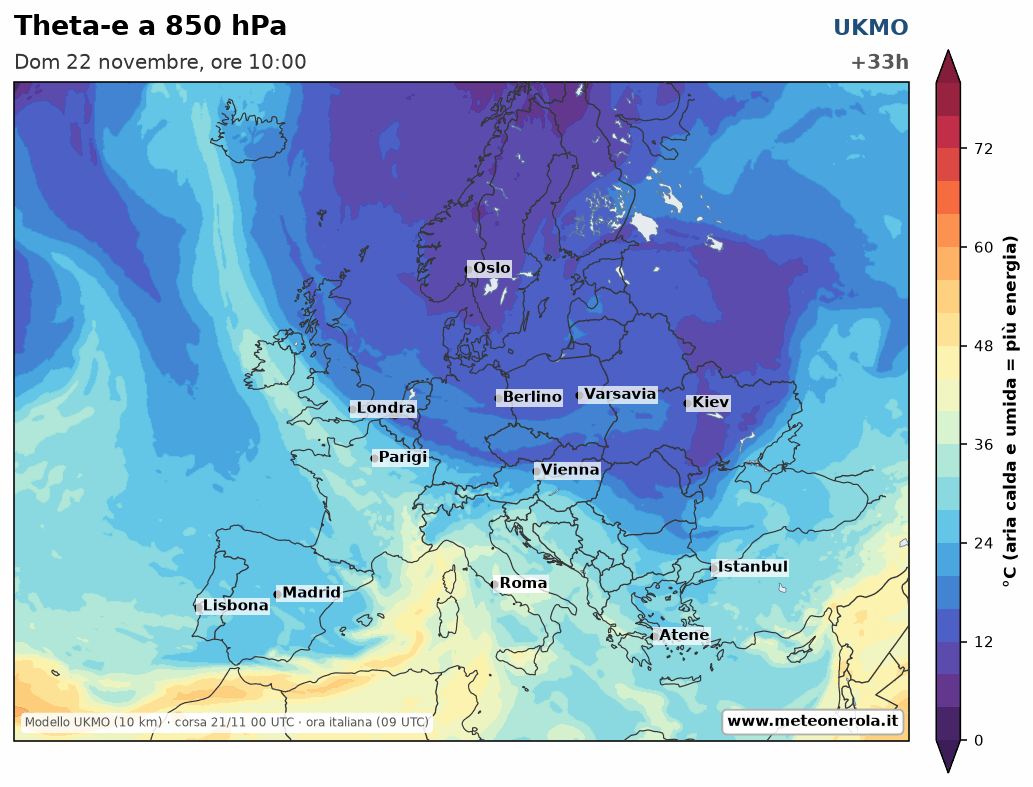 Theta-e a 850 hPa
UKMO
Dom 22 novembre, ore 10:00
+33h
72
60
48
36
24
12
0
°C (aria calda e umida = più energia)
Oslo
Berlino
Varsavia
Kiev
Londra
Parigi
Vienna
Istanbul
Roma
Madrid
Lisbona
Atene
Modello UKMO (10 km) · corsa 21/11 00 UTC · ora italiana (09 UTC)
www.meteonerola.it